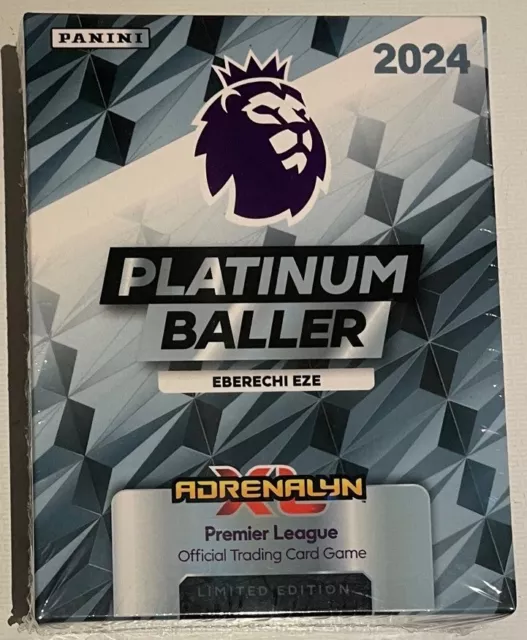 PANINI
2024
PLATINUM
BALLER
EBERECHI EZE
XL
ADRENALYN
Premier League
Official Trading Card Game
LIMITED EDITION